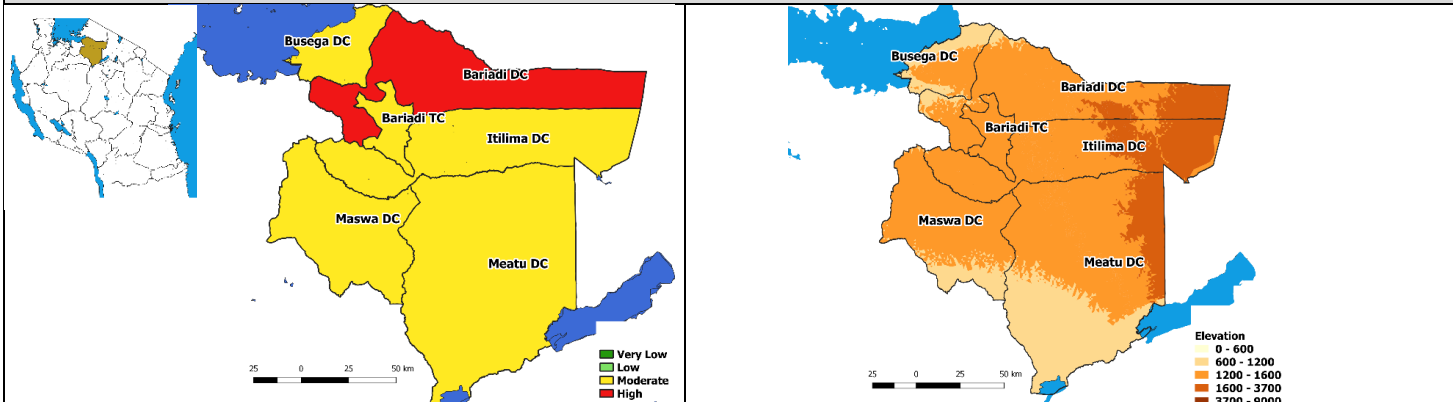 Busega DC
Bariadi DC
Bariadi TC
Itilima DC
Maswa DC
Meatu DC
25 0 25 50 km
Very Low
Low
Moderate
High
Busega DC
Bariadi DC
Bariadi TC
Itilima DC
Maswa DC
Meatu DC
25 0 25 50 km
Elevation
0 - 600
600 - 1200
1200 - 1600
1600 - 3700
3700 - 9000